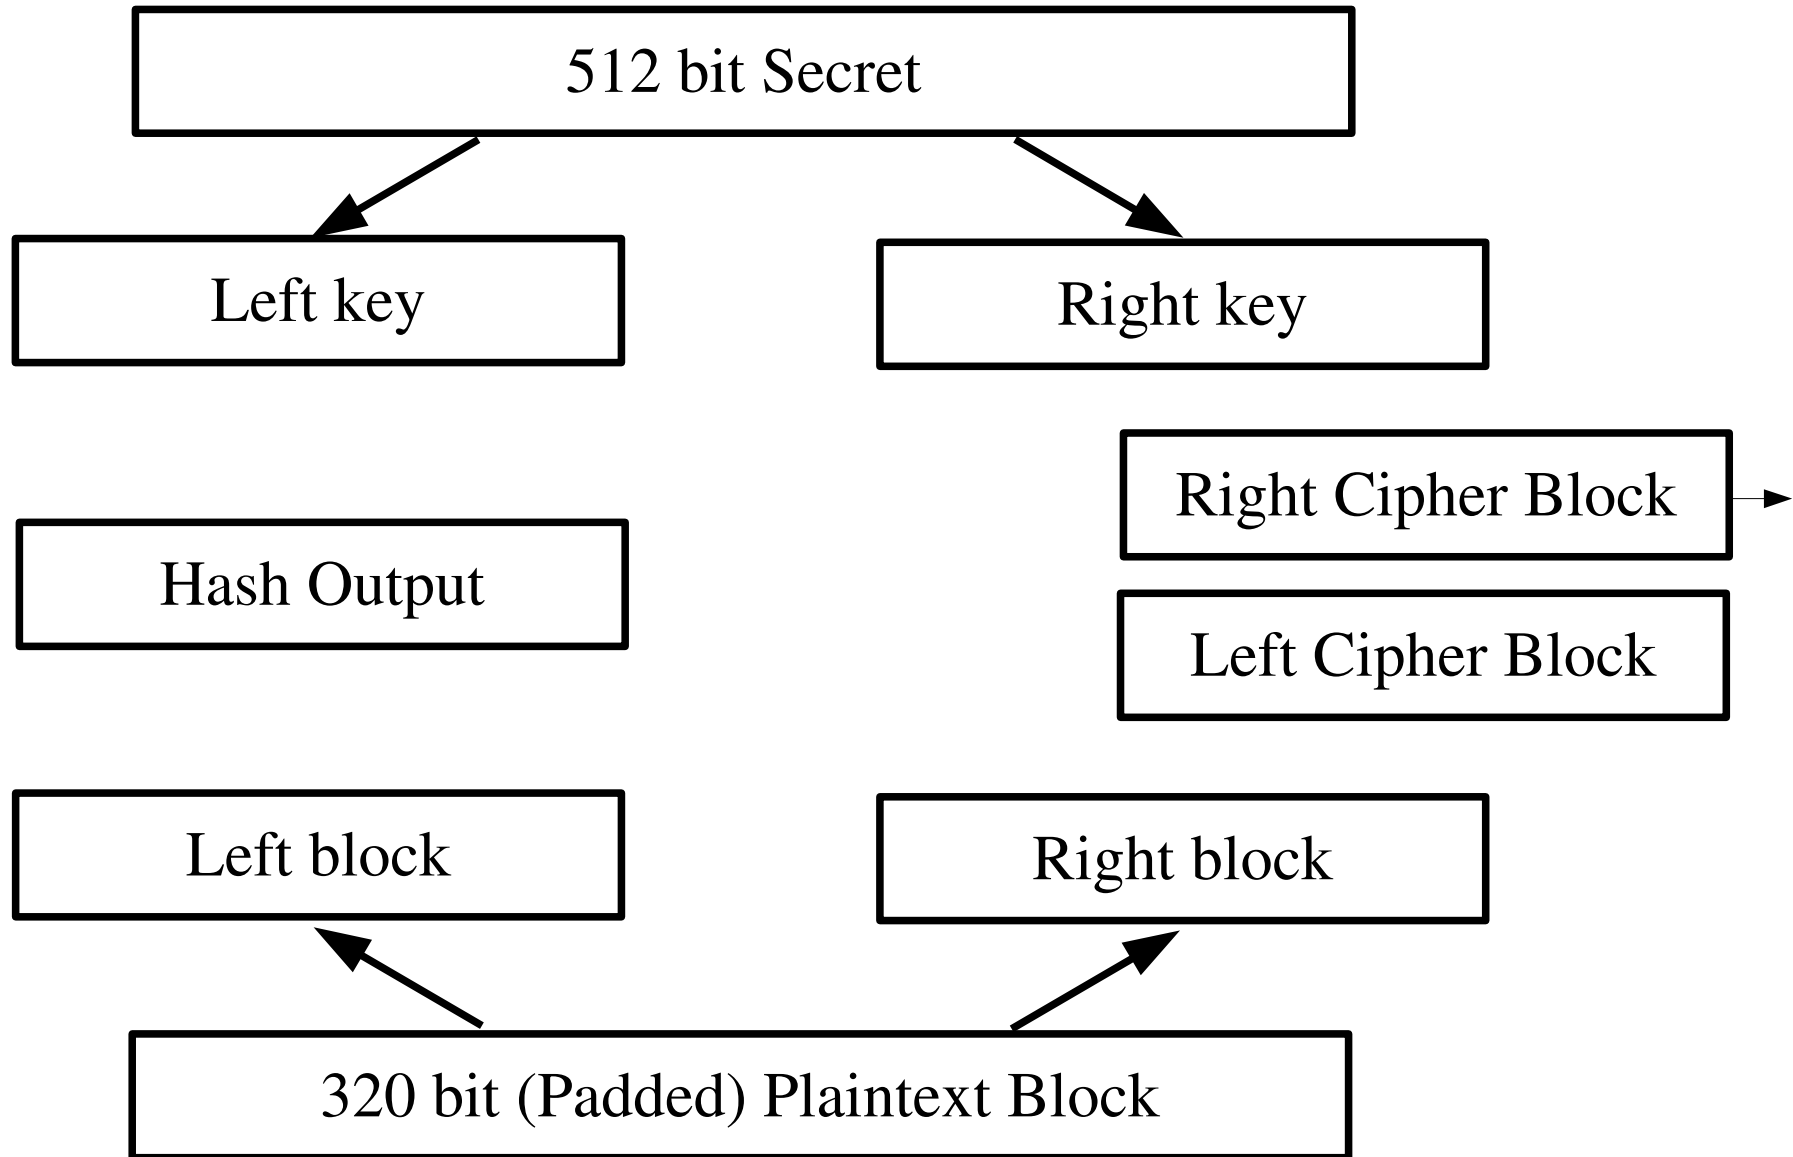 512 bit Secret
Left key
Right key
Right Cipher Block
Hash Output
Left Cipher Block
Left block
Right block
320 bit (Padded) Plaintext Block